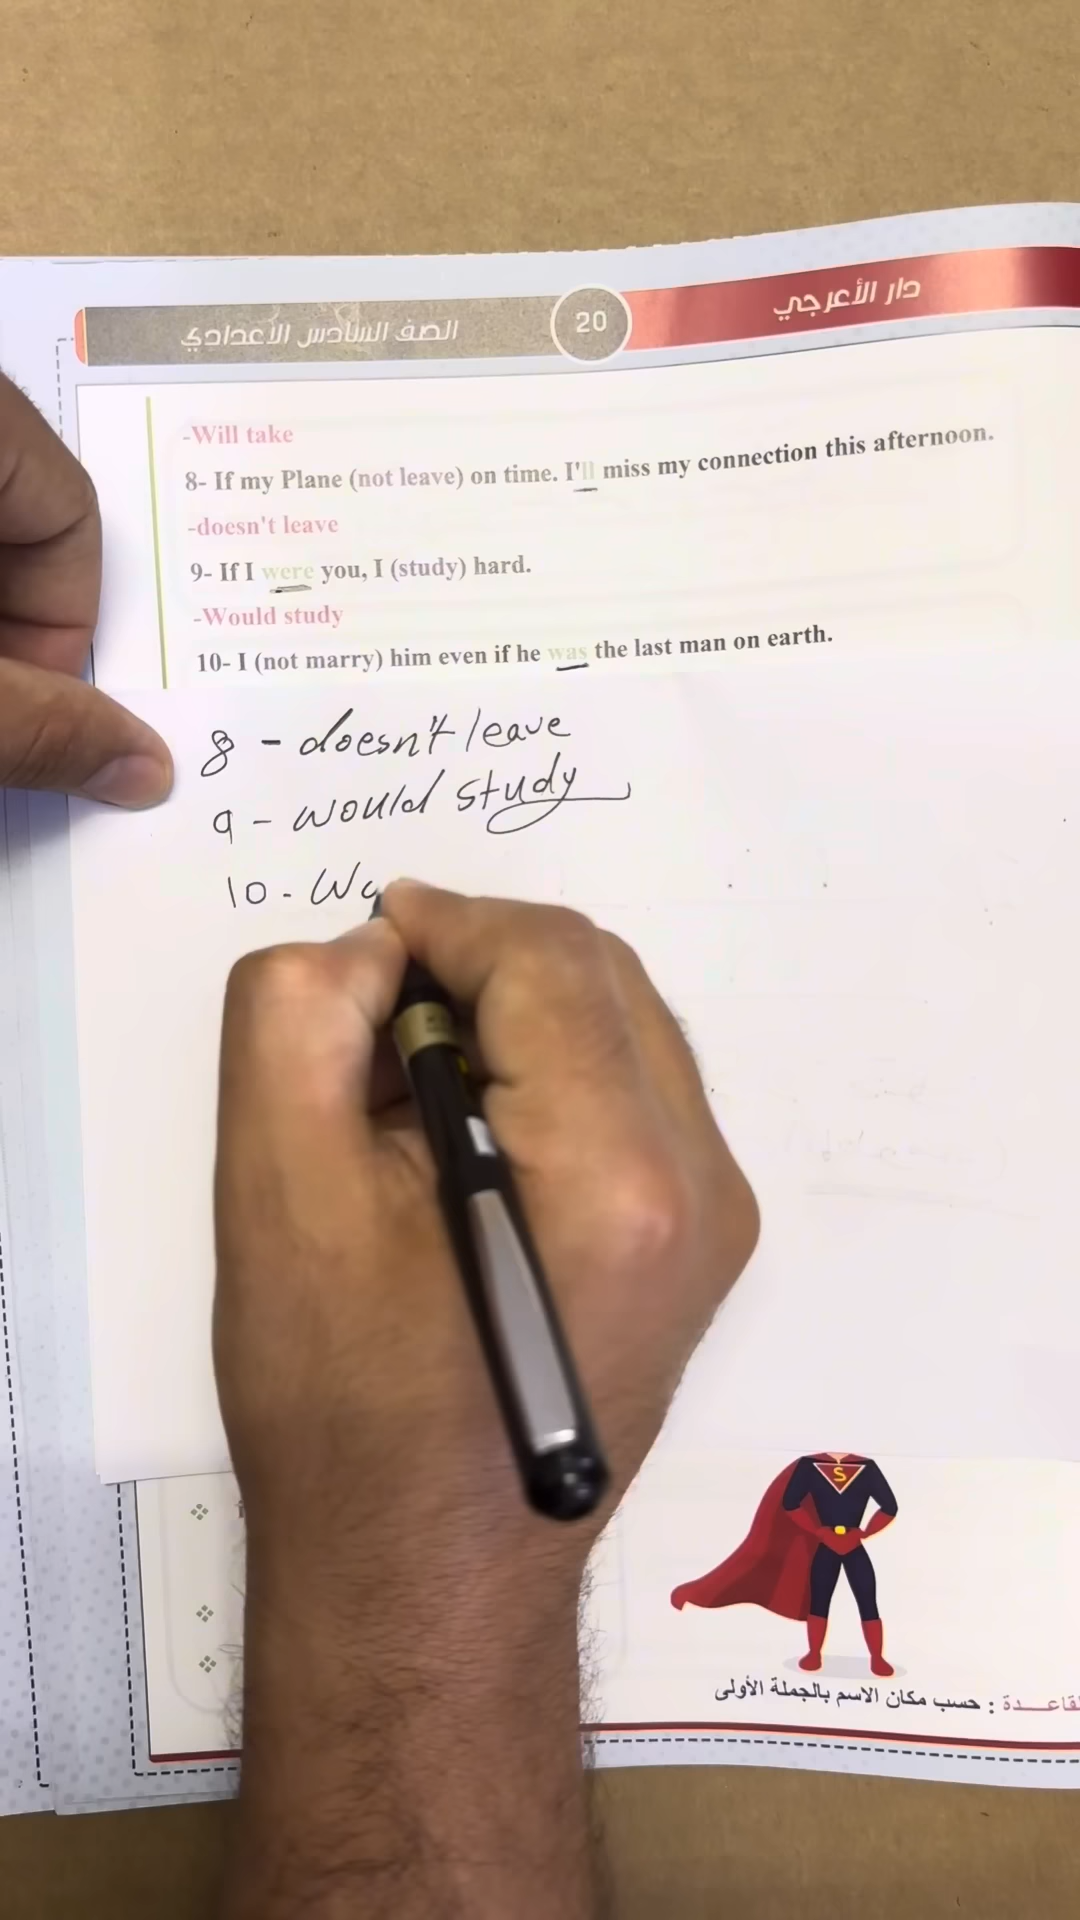 الصف السادس الاعدادي
20
دار الأعرجي
-Will take
8- If my Plane (not leave) on time. I'll miss my connection this afternoon.
-doesn't leave
9- If I were you, I (study) hard.
-Would study
10- I (not marry) him even if he was the last man on earth.
8 - doesn't leave
9 - would study
10 -
S
: حسب مكان الاسم بالجملة الأولى